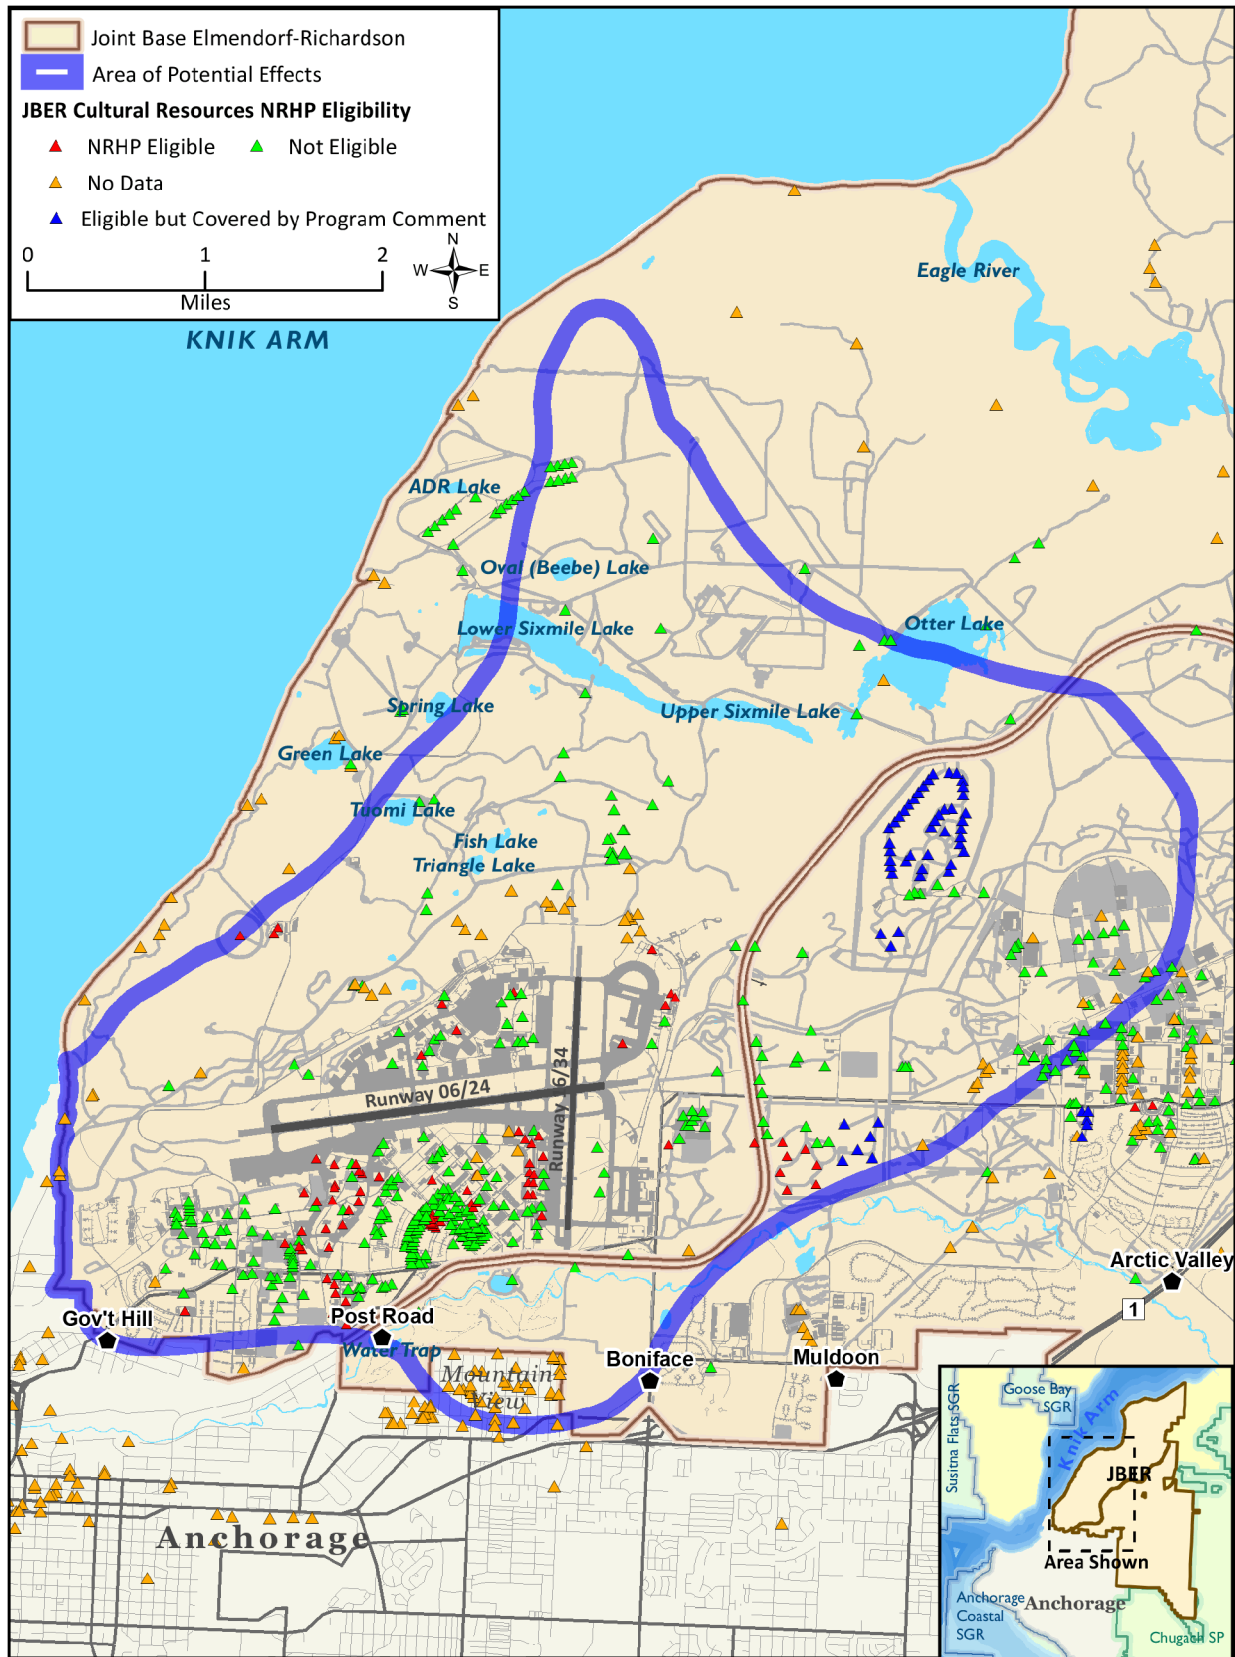 Joint Base Elmendorf-Richardson
Area of Potential Effects
JBER Cultural Resources NRHP Eligibility
NRHP Eligible
Not Eligible
No Data
Eligible but Covered by Program Comment
0 1 2
Miles
N
W E
S
KNIK ARM
Eagle River
ADR Lake
Oval (Beebe) Lake
Lower Sixmile Lake
Otter Lake
Spring Lake
Upper Sixmile Lake
Green Lake
Tuomi Lake
Fish Lake
Triangle Lake
Runway 06/24
Runway 16/34
Arctic Valley
1
Gov't Hill
Post Road
Water Trap
Boniface
Muldoon
Mountain
View
Anchorage
Susitna Flats SGR
Goose Bay
SGR
Knik Arm
JBER
Area Shown
Anchorage
Coastal
SGR
Anchorage
Chugach SP